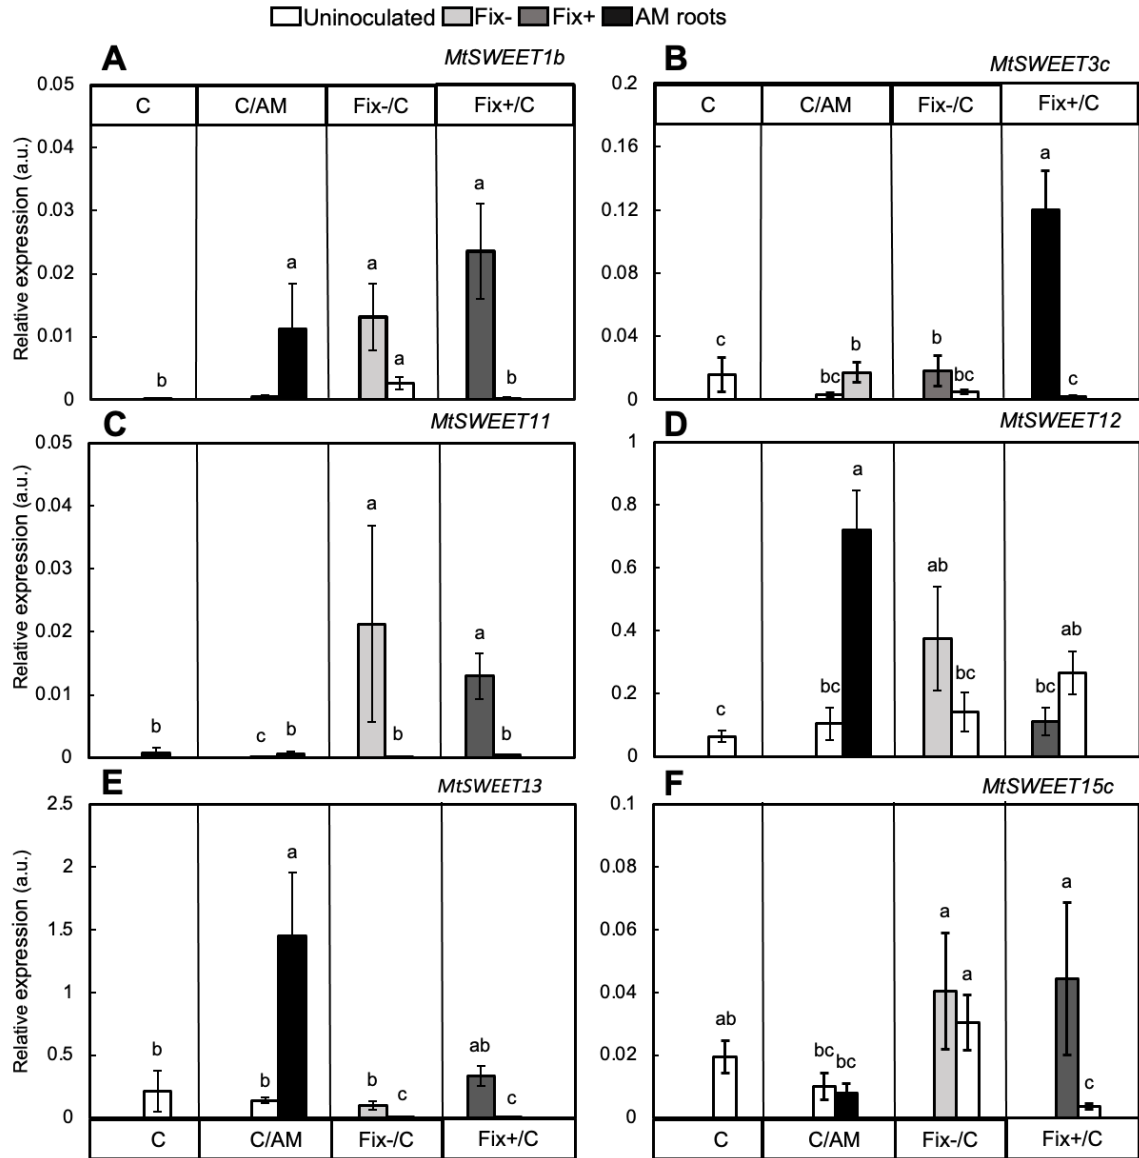 Uninoculated Fix- Fix+ AM roots
A MtSWEET1b
Relative expression (a.u.)
0.05
0.04
0.03
0.02
0.01
0
C C/AM Fix-/C Fix+/C
b a a a a b
B MtSWEET3c
0.2
0.16
0.12
0.08
0.04
0
C C/AM Fix-/C Fix+/C
c bc b b bc a c
C MtSWEET11
Relative expression (a.u.)
0.05
0.04
0.03
0.02
0.01
0
b c b a b a b
D MtSWEET12
1
0.8
0.6
0.4
0.2
0
c bc a ab bc bc ab
E MtSWEET13
Relative expression (a.u.)
2.5
2
1.5
1
0.5
0
b b a b c ab c
C C/AM Fix-/C Fix+/C
F MtSWEET15c
0.1
0.08
0.06
0.04
0.02
0
ab bc bc a a a c
C C/AM Fix-/C Fix+/C